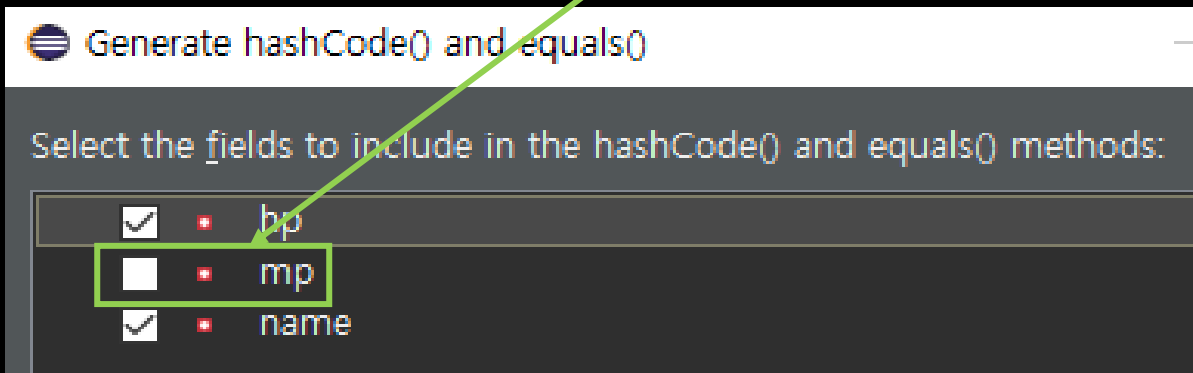 Generate hashCode() and equals()
Select the fields to include in the hashCode() and equals() methods:
hp
mp
name